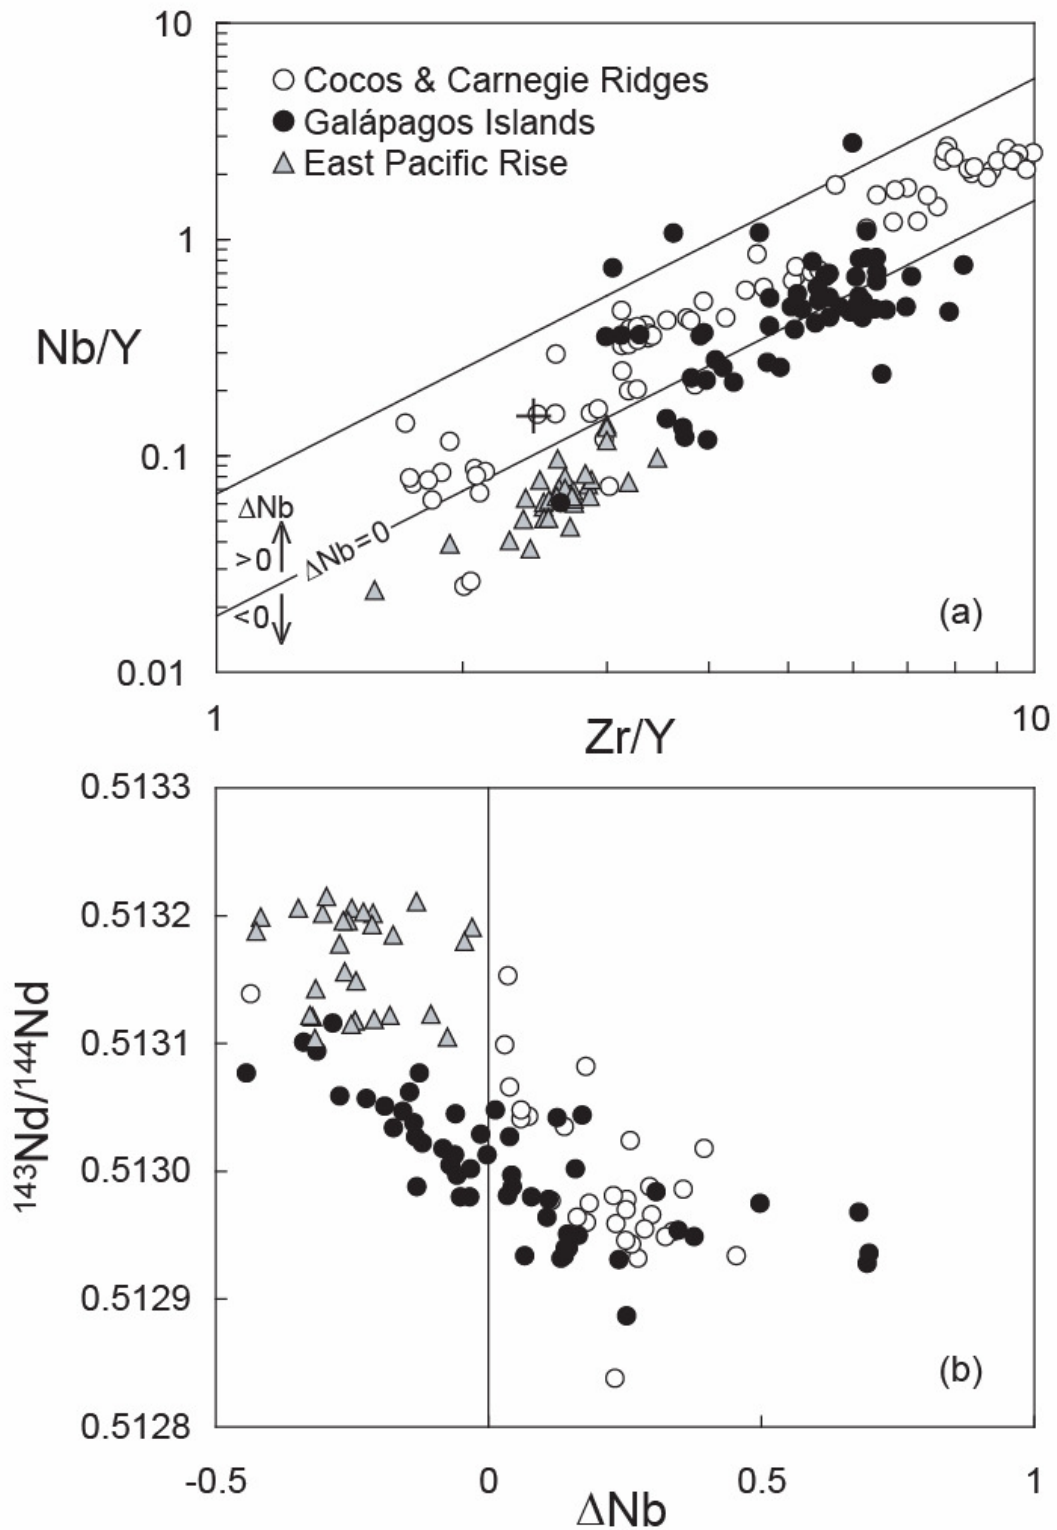 10
Cocos & Carnegie Ridges
Galápagos Islands
East Pacific Rise
1
Nb/Y
0.1
ΔNb
>0
ΔNb=0
<0
(a)
0.01
1
Zr/Y
10
0.5133
0.5132
143Nd/144Nd
0.5131
0.5130
0.5129
(b)
0.5128
-0.5
0
0.5
1
ΔNb